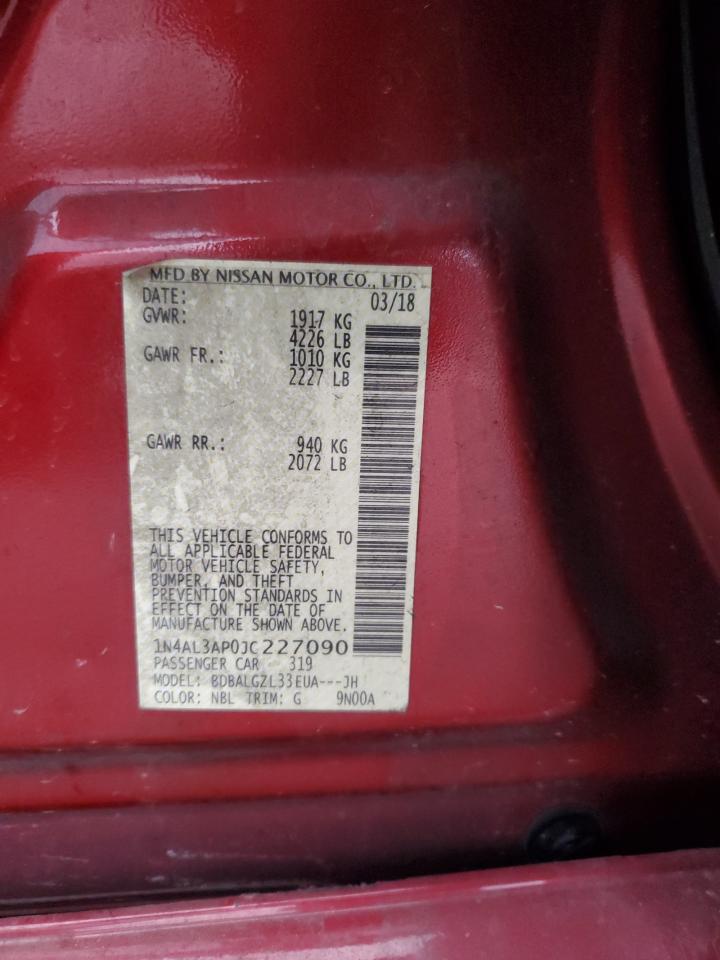 MFD BY NISSAN MOTOR CO., LTD.
DATE: 03/18
GVWR: 1917 KG
4226 LB
GAWR FR.: 1010 KG
2227 LB
GAWR RR.: 940 KG
2072 LB
THIS VEHICLE CONFORMS TO
ALL APPLICABLE FEDERAL
MOTOR VEHICLE SAFETY,
BUMPER, AND THEFT
PREVENTION STANDARDS IN
EFFECT ON THE DATE OF
MANUFACTURE SHOWN ABOVE.
1N4AL3AP0JC227090
PASSENGER CAR 319
MODEL: BDBALGZL33EUA---JH
COLOR: NBL TRIM: G 9N00A